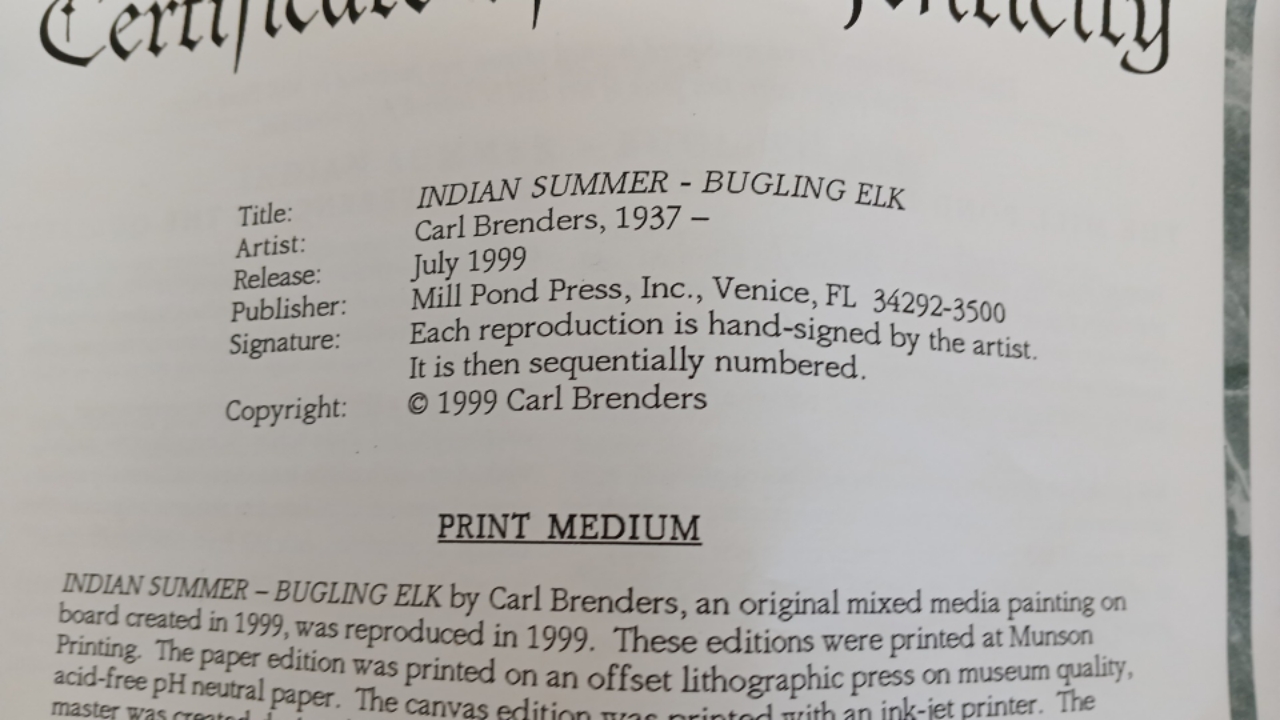 Certificate
Title: INDIAN SUMMER - BUGLING ELK
Artist: Carl Brenders, 1937 –
Release: July 1999
Publisher: Mill Pond Press, Inc., Venice, FL 34292-3500
Signature: Each reproduction is hand-signed by the artist.
It is then sequentially numbered.
Copyright: © 1999 Carl Brenders
PRINT MEDIUM
INDIAN SUMMER – BUGLING ELK by Carl Brenders, an original mixed media painting on
board created in 1999, was reproduced in 1999. These editions were printed at Munson
Printing. The paper edition was printed on an offset lithographic press on museum quality,
acid-free pH neutral paper. The canvas edition was printed with an ink-jet printer. The
master was created